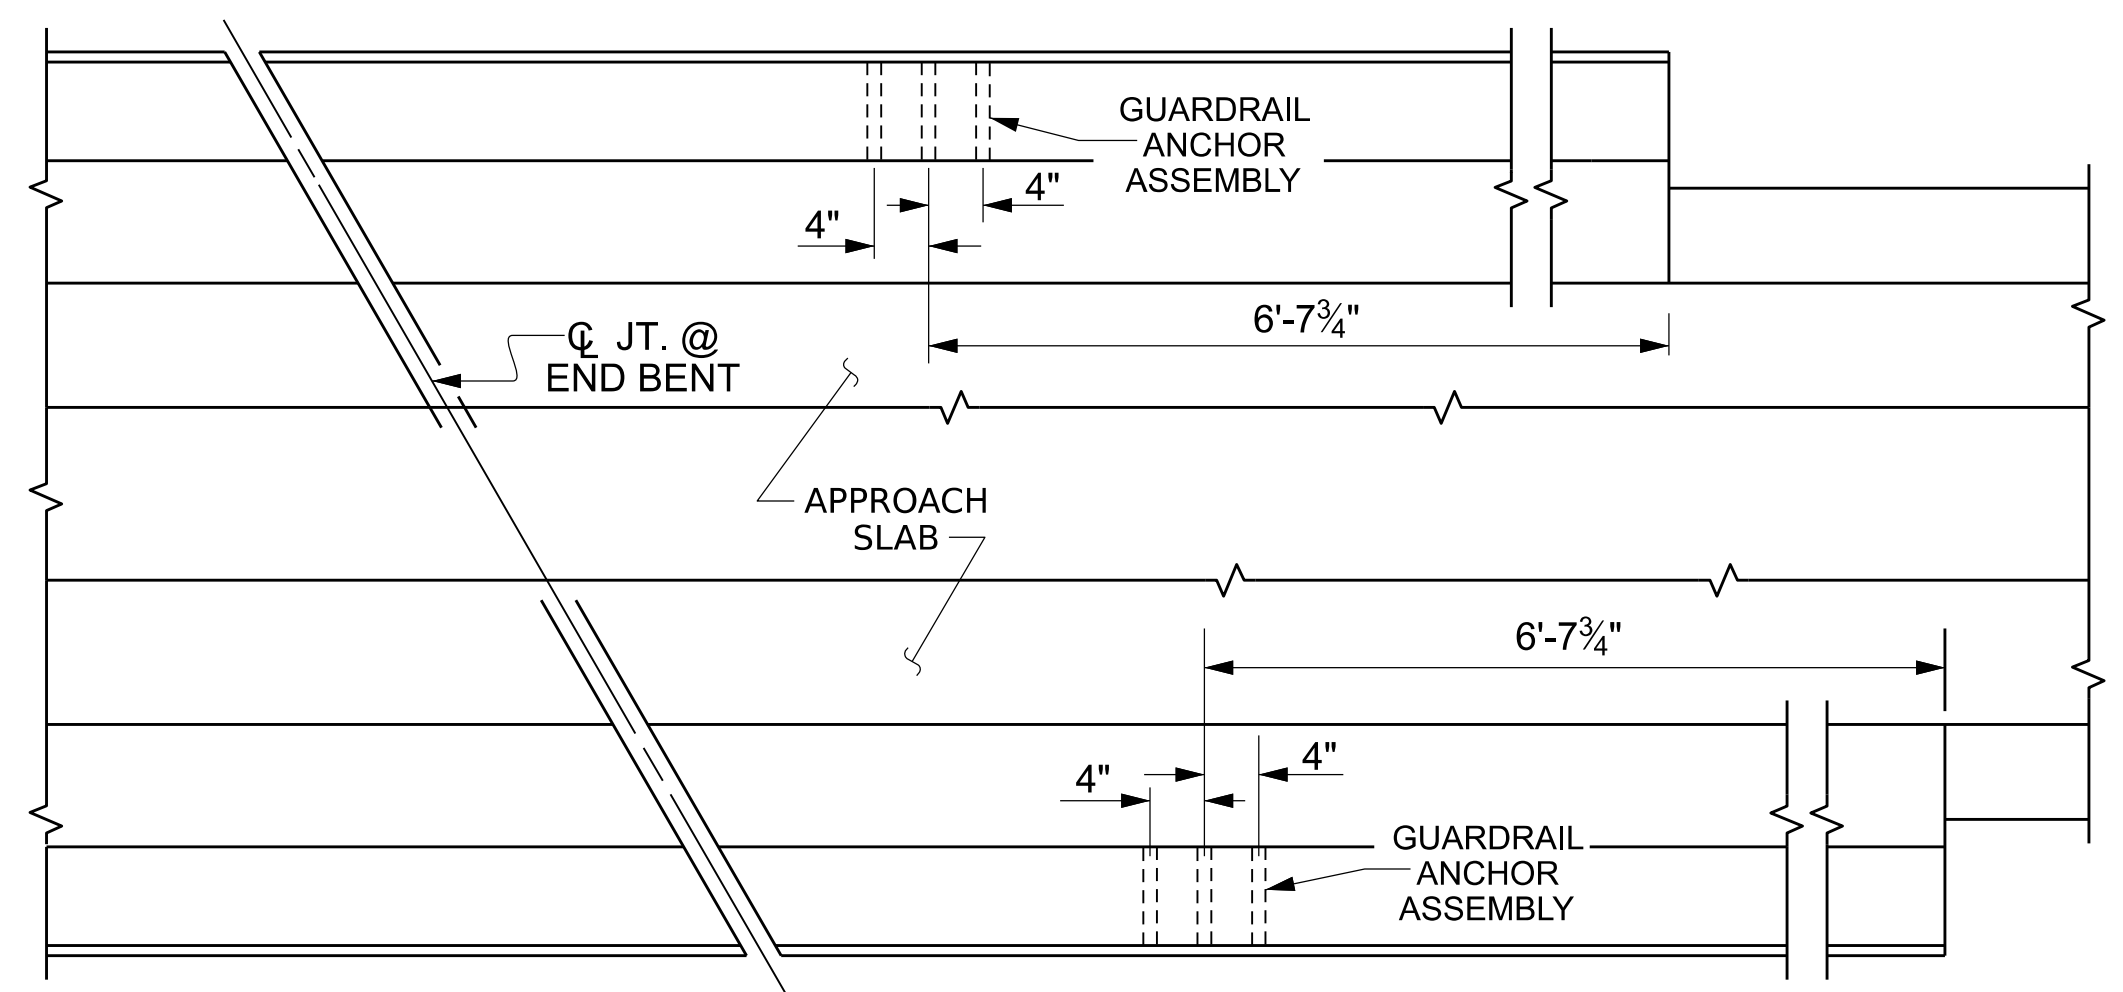 GUARDRAIL
ANCHOR
ASSEMBLY
4"
4"
6'-7¾"
℄ JT. @
END BENT
APPROACH
SLAB
6'-7¾"
4"
4"
GUARDRAIL
ANCHOR
ASSEMBLY